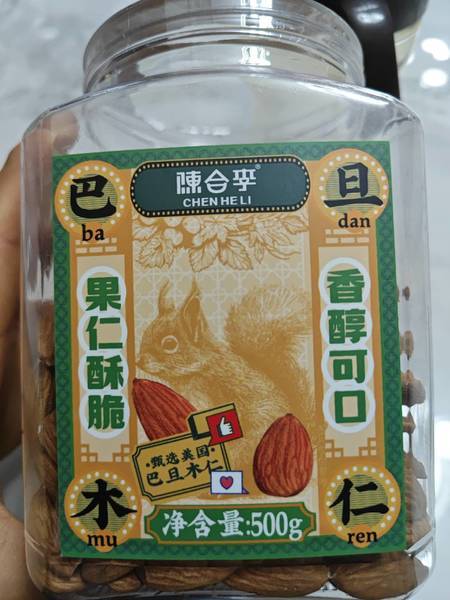 陳合李®
CHEN HE LI
巴
ba
旦
dan
果仁酥脆
香醇可口
·甄选美国·
巴旦木仁
木
mu
仁
ren
净含量:500g